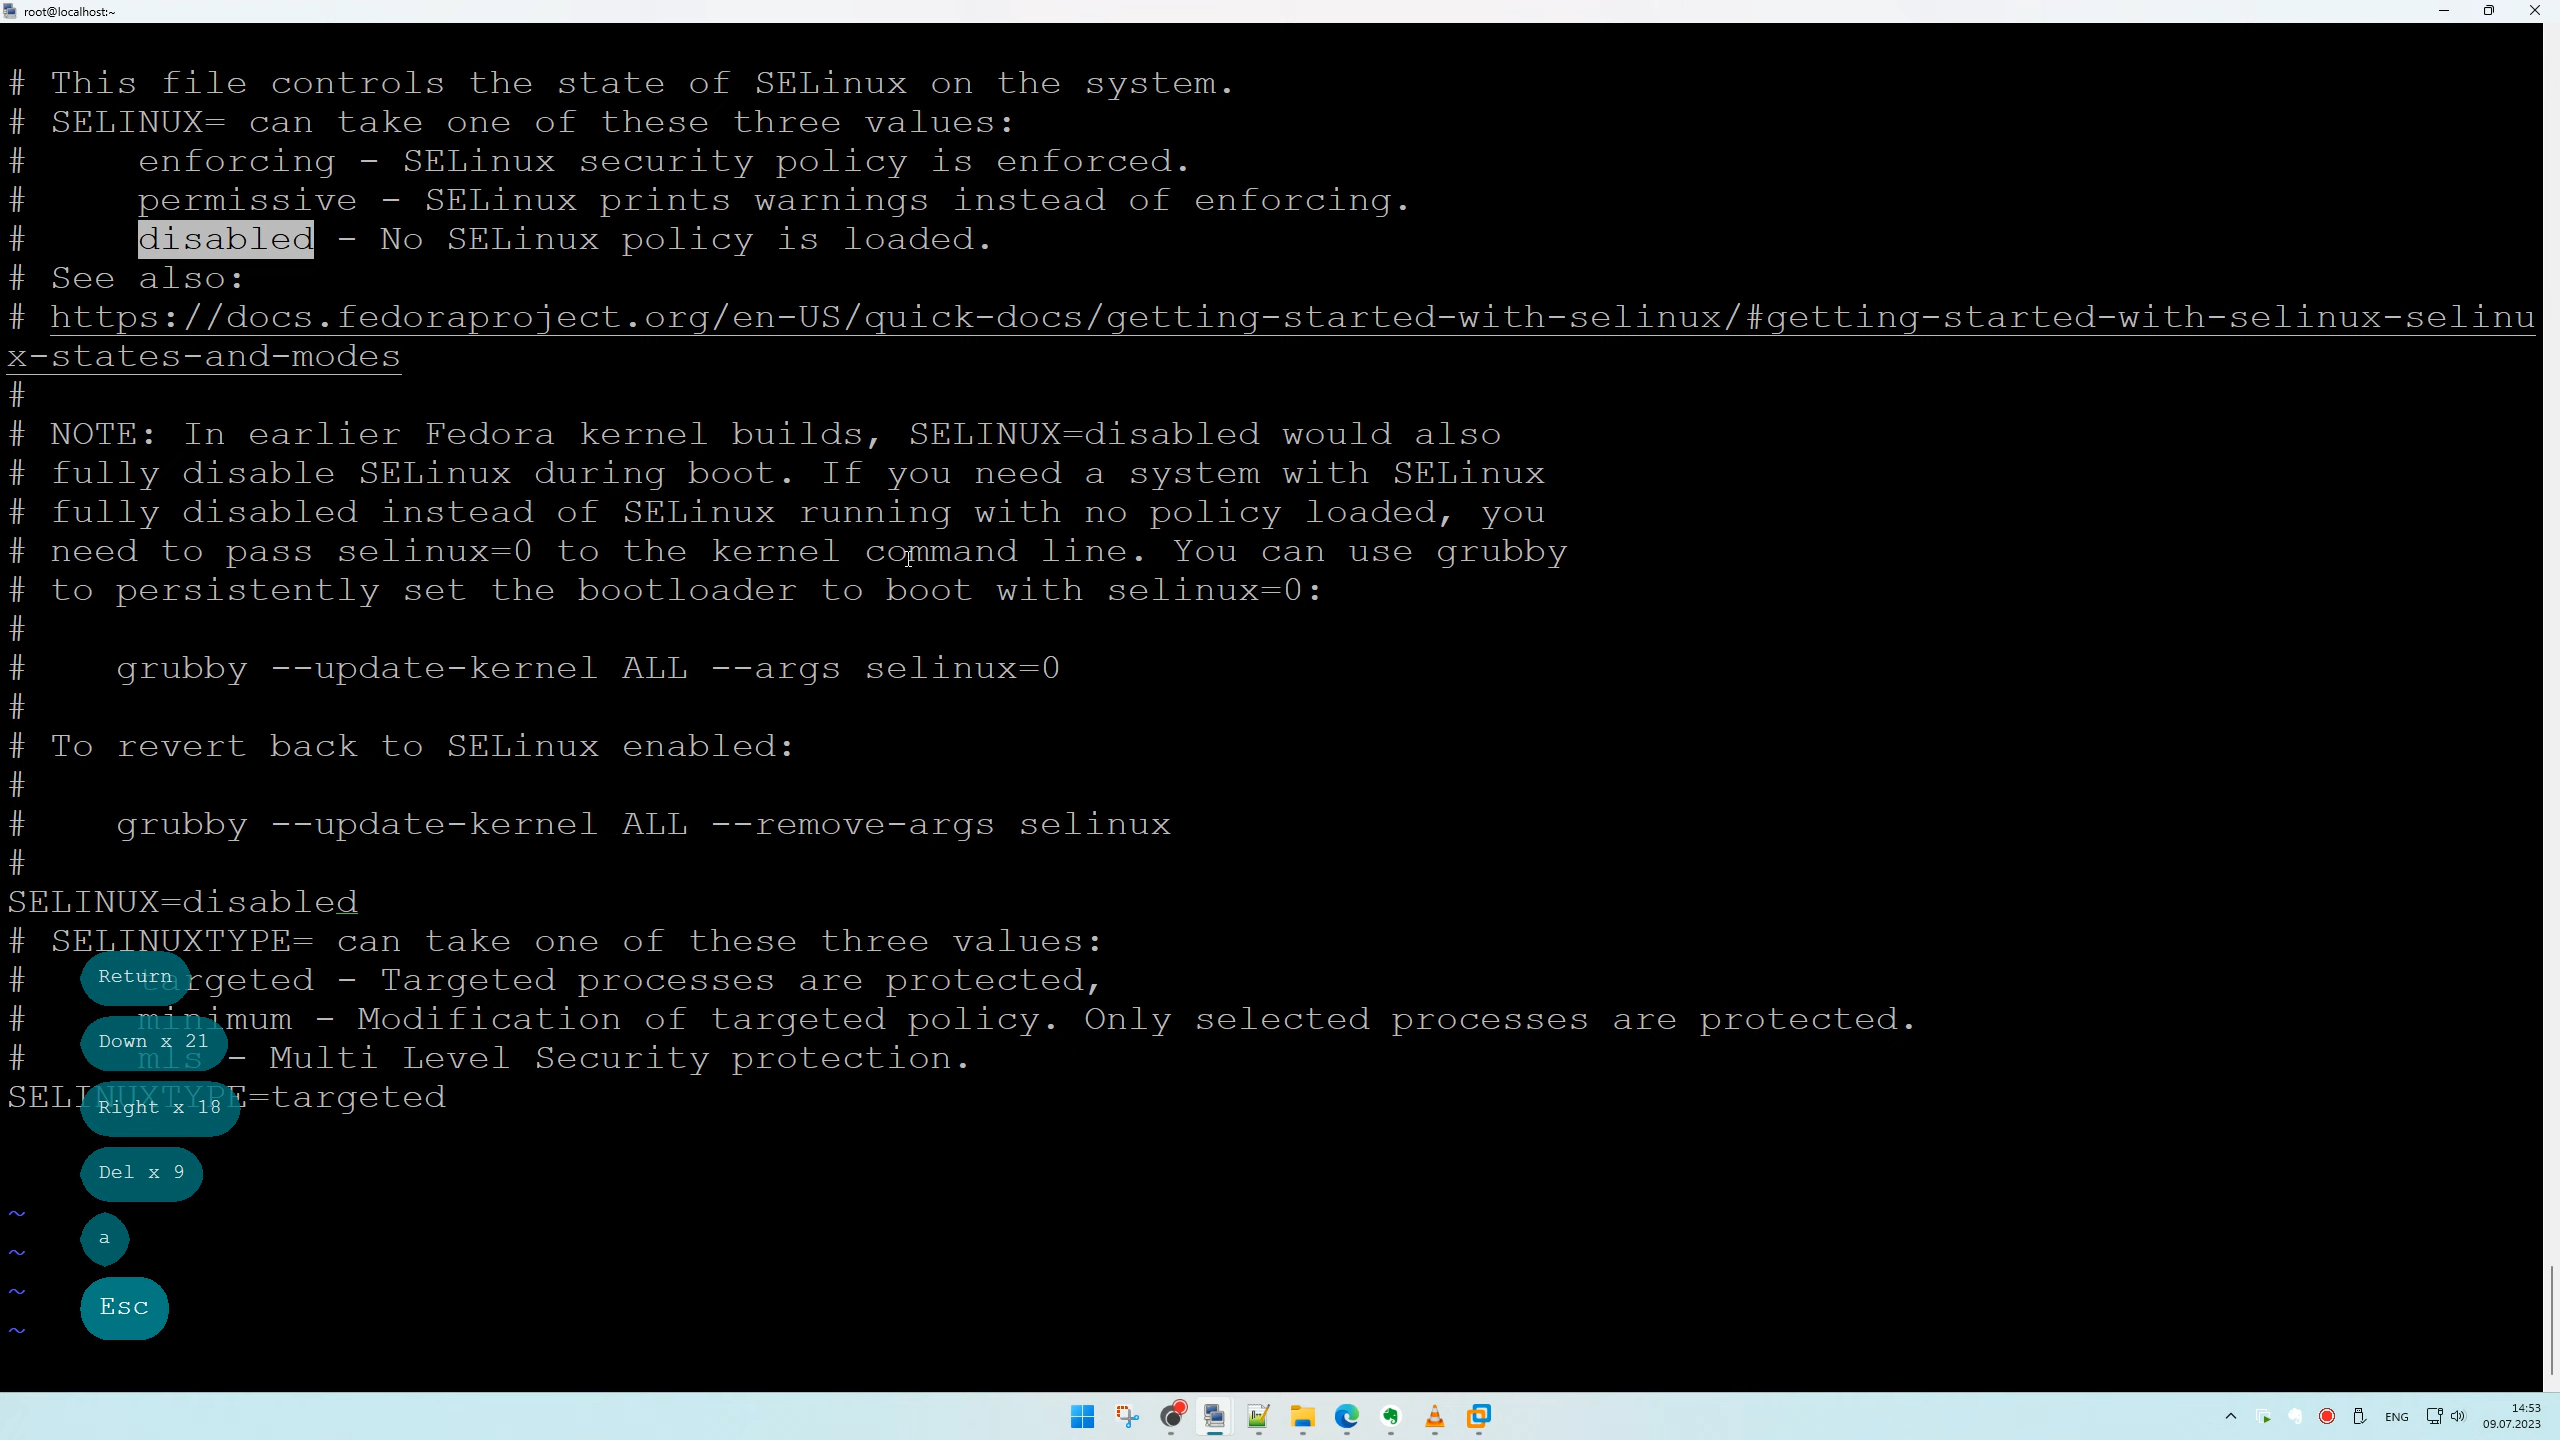 root@localhost:~
# This file controls the state of SELinux on the system.
# SELINUX= can take one of these three values:
#     enforcing - SELinux security policy is enforced.
#     permissive - SELinux prints warnings instead of enforcing.
#     disabled - No SELinux policy is loaded.
# See also:
# https://docs.fedoraproject.org/en-US/quick-docs/getting-started-with-selinux/#getting-started-with-selinux-selinu
x-states-and-modes
#
# NOTE: In earlier Fedora kernel builds, SELINUX=disabled would also
# fully disable SELinux during boot. If you need a system with SELinux
# fully disabled instead of SELinux running with no policy loaded, you
# need to pass selinux=0 to the kernel command line. You can use grubby
# to persistently set the bootloader to boot with selinux=0:
#
#    grubby --update-kernel ALL --args selinux=0
#
# To revert back to SELinux enabled:
#
#    grubby --update-kernel ALL --remove-args selinux
#
SELINUX=disabled
# SELINUXTYPE= can take one of these three values:
#     targeted - Targeted processes are protected,
Return
#     minimum - Modification of targeted policy. Only selected processes are protected.
Down x 21
#     mls - Multi Level Security protection.
SELINUXTYPE=targeted
Right x 18
Del x 9
~
a
~
~
Esc
~
ENG
14:53
09.07.2023